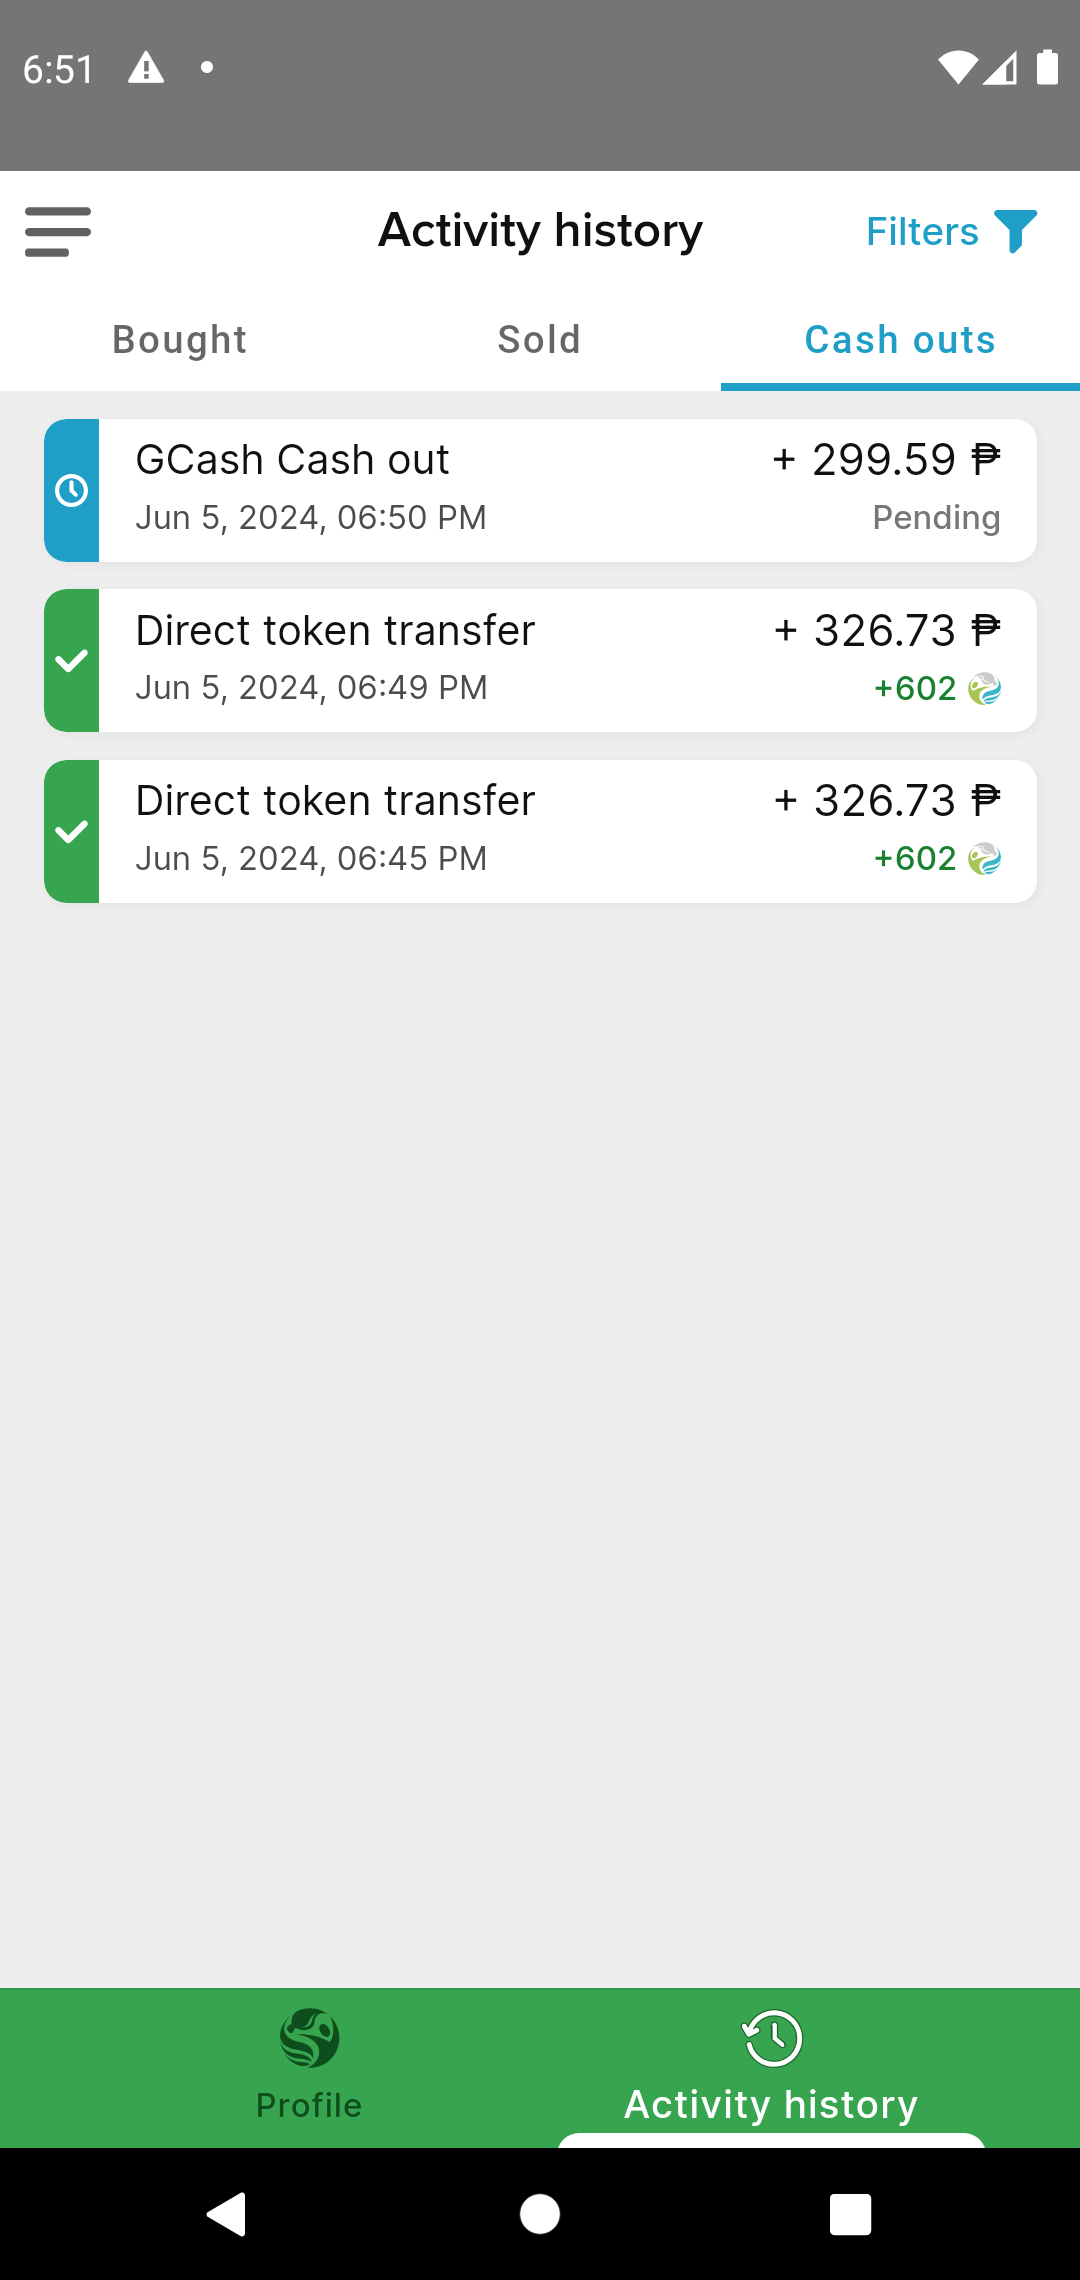 6:51
Activity history
Filters
Bought
Sold
Cash outs
GCash Cash out
+ 299.59 ₱
Jun 5, 2024, 06:50 PM
Pending
Direct token transfer
+ 326.73 ₱
Jun 5, 2024, 06:49 PM
+602
Direct token transfer
+ 326.73 ₱
Jun 5, 2024, 06:45 PM
+602
Profile
Activity history